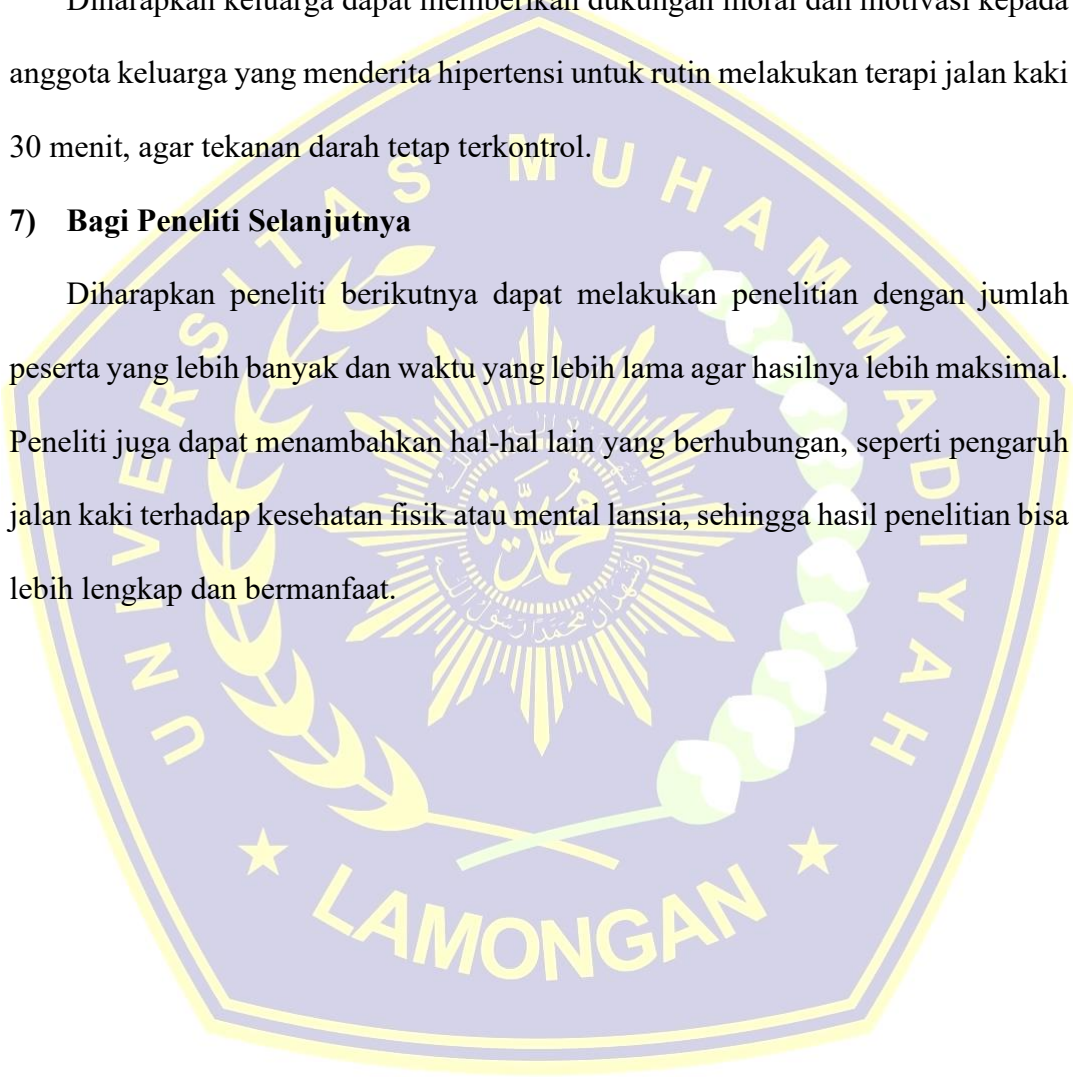 Diharapkan keluarga dapat memberikan dukungan moral dan motivasi kepada
anggota keluarga yang menderita hipertensi untuk rutin melakukan terapi jalan kaki
30 menit, agar tekanan darah tetap terkontrol.
7) Bagi Peneliti Selanjutnya
Diharapkan peneliti berikutnya dapat melakukan penelitian dengan jumlah
peserta yang lebih banyak dan waktu yang lebih lama agar hasilnya lebih maksimal.
Peneliti juga dapat menambahkan hal-hal lain yang berhubungan, seperti pengaruh
jalan kaki terhadap kesehatan fisik atau mental lansia, sehingga hasil penelitian bisa
lebih lengkap dan bermanfaat.
UNIVERSITAS MUHAMMADIYAH
LAMONGAN
محمد